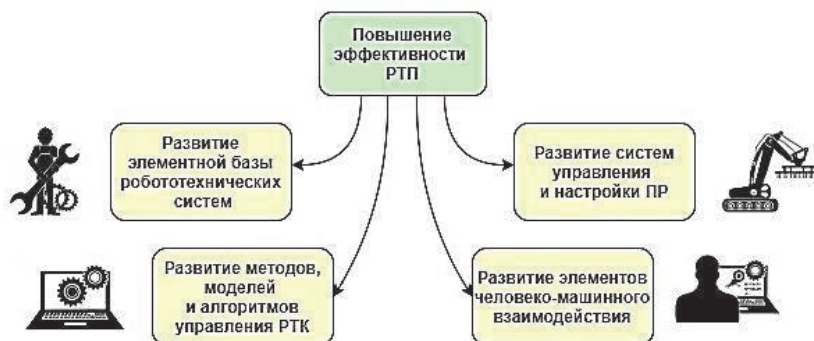 Повышение
эффективности
РТП
Развитие
элементной базы
робототехнических
систем
Развитие систем
управления
и настройки ПР
Развитие методов,
моделей
и алгоритмов
управления РТК
Развитие элементов
человеко-машинного
взаимодействия